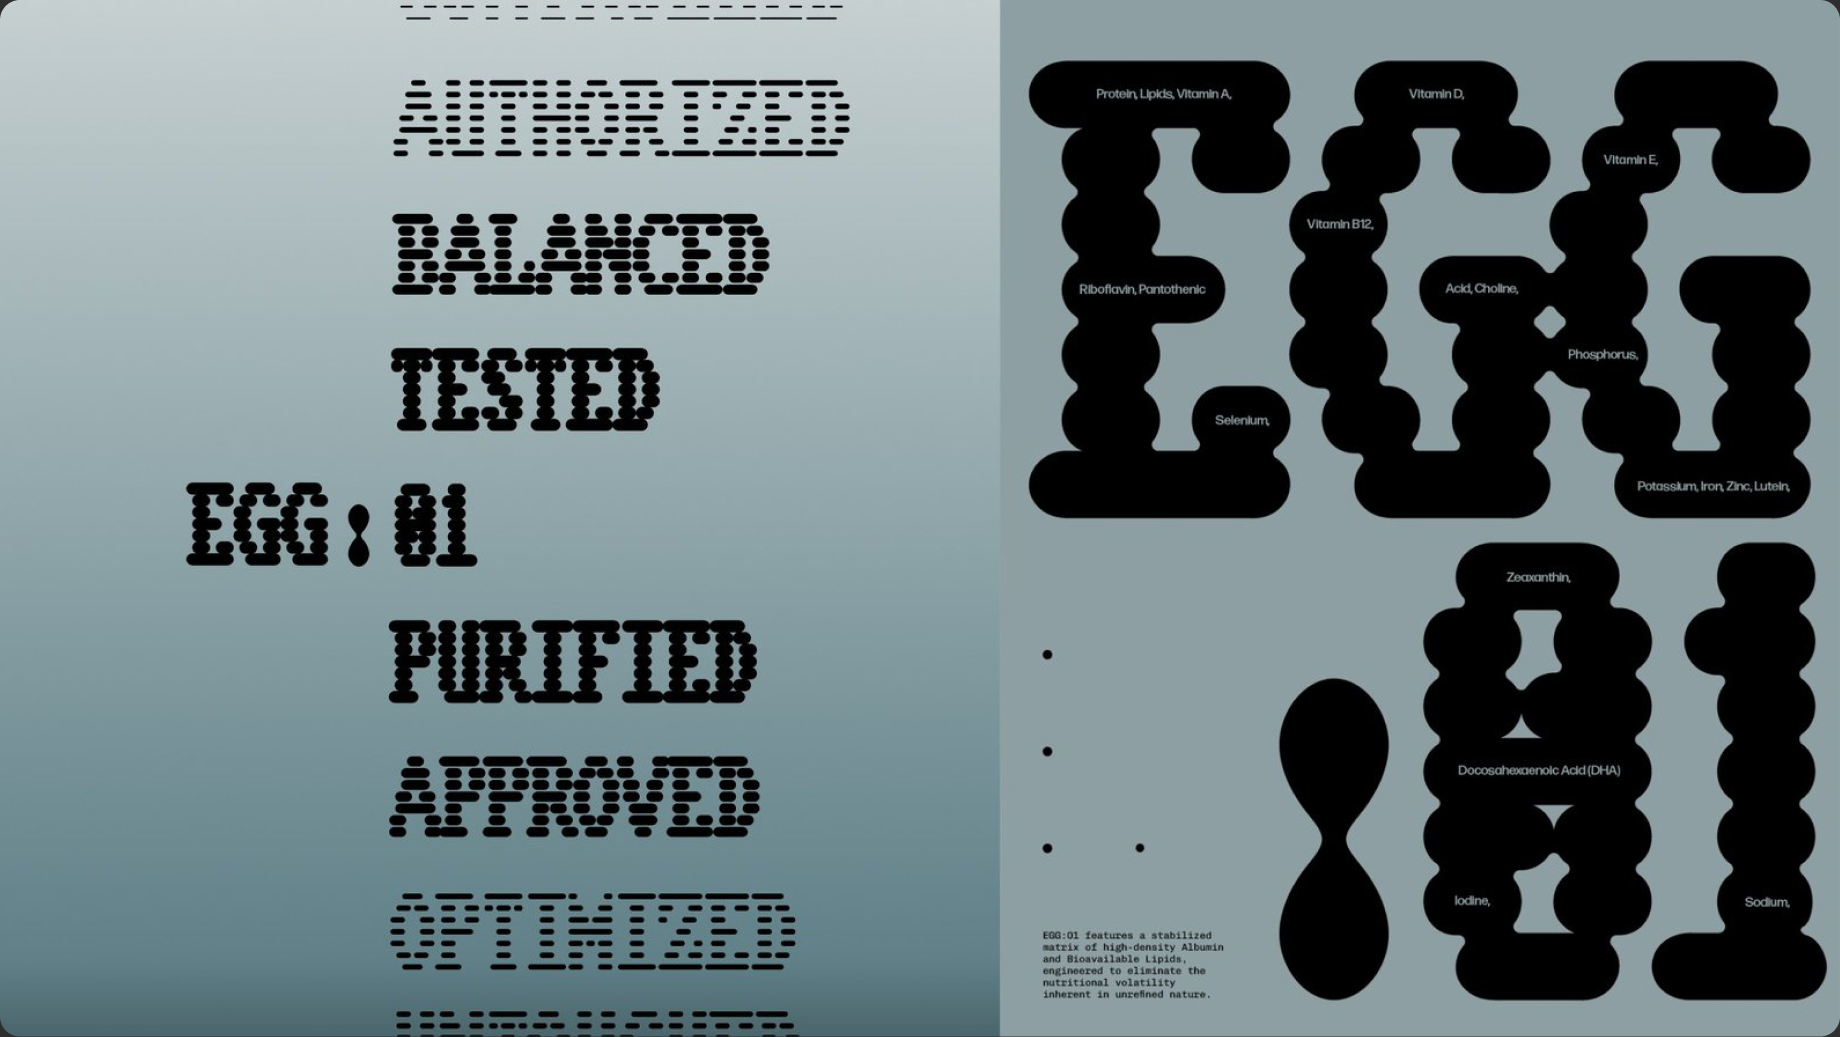 AUTHORIZED
BALANCED
TESTED
EGG:01
PURIFIED
APPROVED
OPTIMIZED
EGG
Protein, Lipids, Vitamin A,
Vitamin D,
Vitamin E,
Vitamin B12,
Riboflavin, Pantothenic
Acid, Choline,
Phosphorus,
Selenium,
Potassium, Iron, Zinc, Lutein,
:01
Zeaxanthin,
Docosahexaenoic Acid (DHA)
Iodine,
Sodium,
EGG:01 features a stabilized
matrix of high-density Albumin
and Bioavailable Lipids,
engineered to eliminate the
nutritional volatility
inherent in unrefined nature.